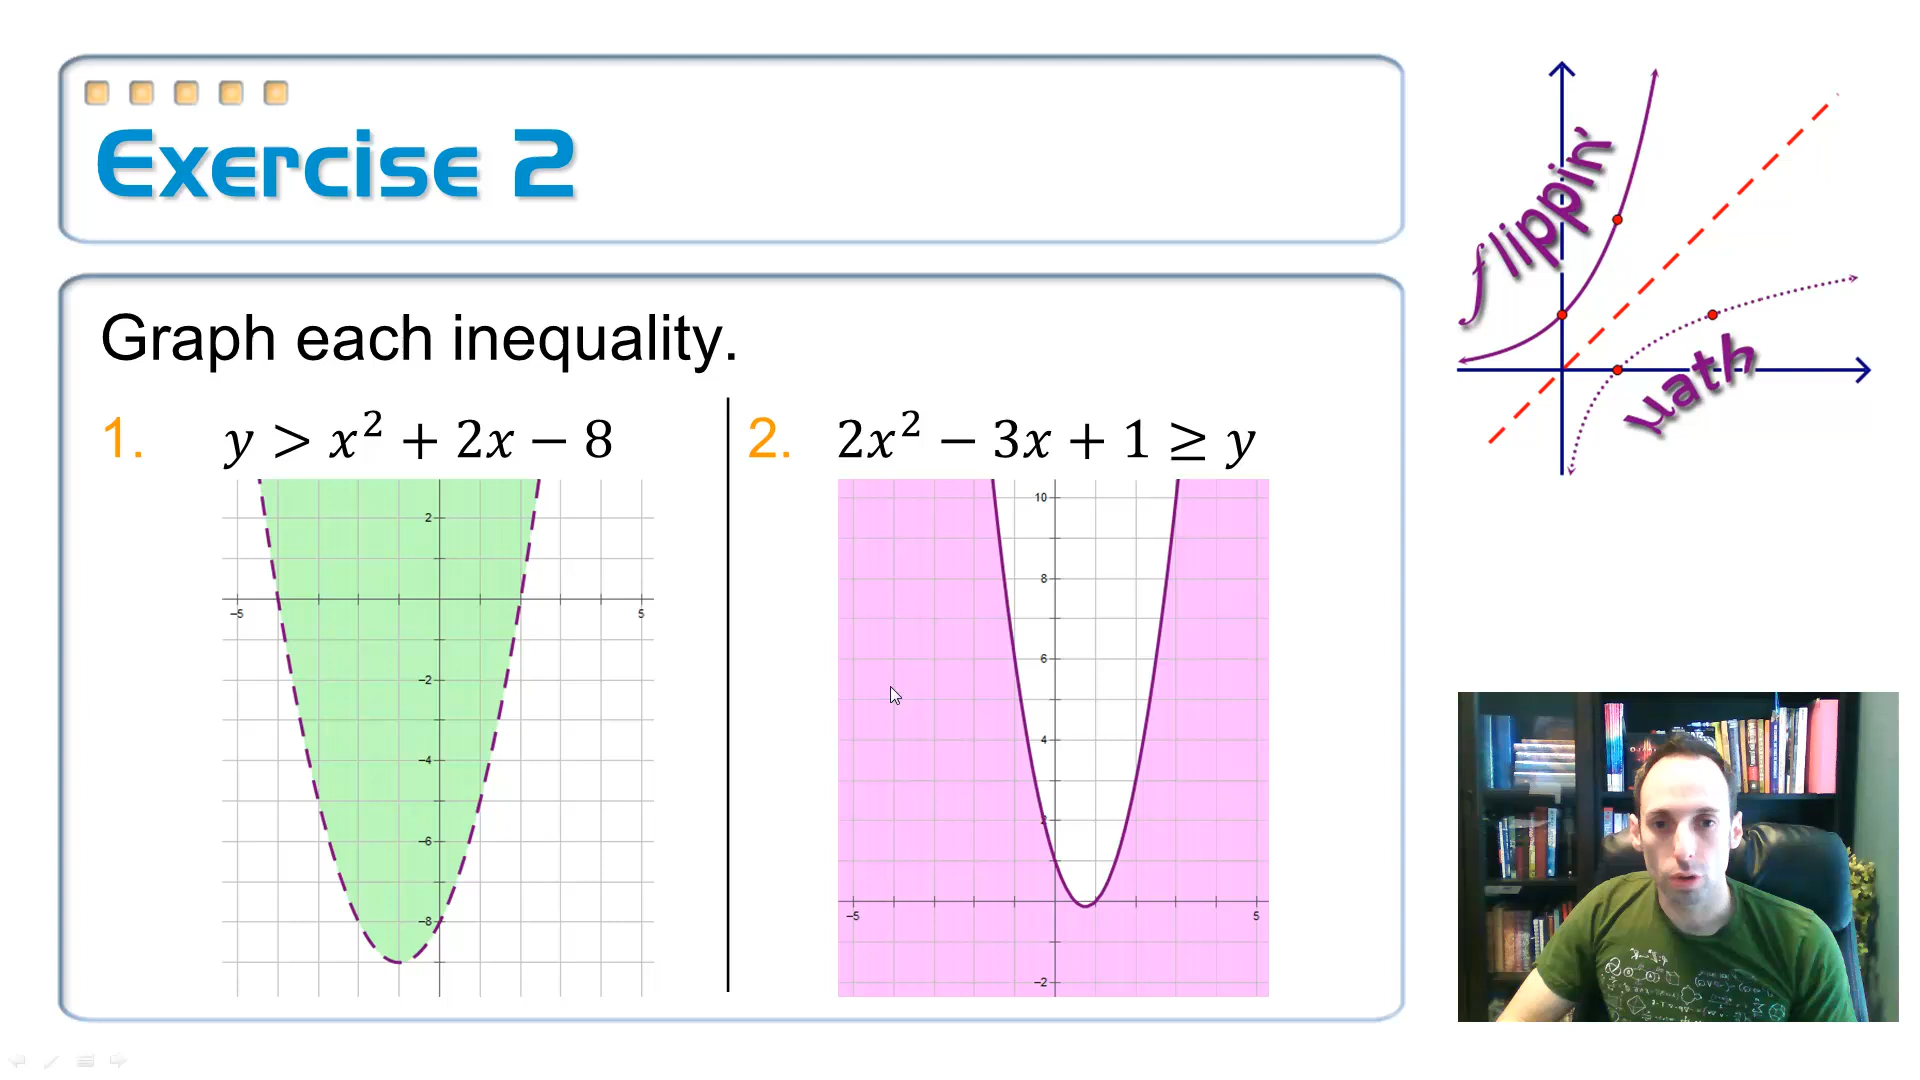 Exercise 2
flippin'
math
Graph each inequality.
1. y > x² + 2x − 8
2. 2x² − 3x + 1 ≥ y
2
−5
5
−2
−4
−6
−8
10
8
6
4
2
−5
5
−2